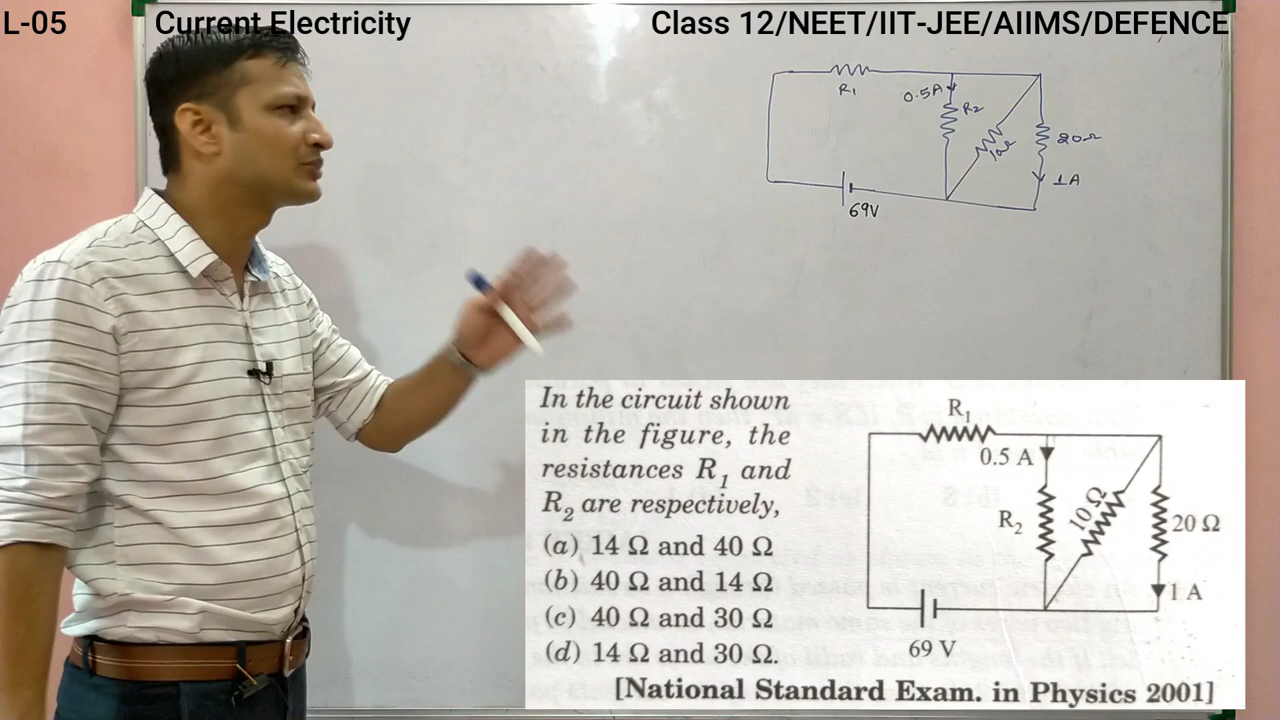 L-05 Current Electricity Class 12/NEET/IIT-JEE/AIIMS/DEFENCE
R1
0.5A
R2
10Ω
20Ω
1A
69V
In the circuit shown
in the figure, the
resistances R1 and
R2 are respectively,
(a) 14 Ω and 40 Ω
(b) 40 Ω and 14 Ω
(c) 40 Ω and 30 Ω
(d) 14 Ω and 30 Ω.
R1
0.5 A
R2
10 Ω
20 Ω
1 A
69 V
[National Standard Exam. in Physics 2001]